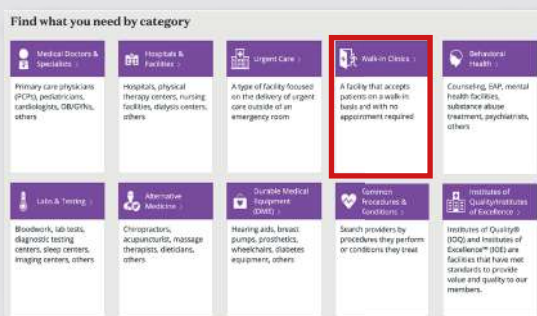 Find what you need by category
Medical Doctors &
Specialists >
Hospitals &
Facilities >
Urgent Care >
Walk-in Clinics >
Behavioral
Health >
Primary care physicians
(PCPs), pediatricians,
cardiologists, OB/GYNs,
others
Hospitals, physical
therapy centers, nursing
facilities, dialysis centers,
others
A type of facility focused
on the delivery of urgent
care outside of an
emergency room
A facility that accepts
patients on a walk-in
basis and with no
appointment required
Counseling, EAP, mental
health facilities,
substance abuse
treatment, psychiatrists,
others
Labs & Testing >
Alternative
Medicine >
Durable Medical
Equipment
(DME) >
Common
Procedures &
Conditions >
Institutes of
Quality/Institutes
of Excellence >
Bloodwork, lab tests,
diagnostic testing
centers, sleep centers,
imaging centers, others
Chiropractors,
acupuncturist, massage
therapists, dieticians,
others
Hearing aids, breast
pumps, prosthetics,
wheelchairs, diabetes
equipment, others
Search providers by
procedures they perform
or conditions they treat
Institutes of Quality®
(IOQ) and Institutes of
Excellence™ (IOE) are
facilities that have met
standards to provide
value and quality to our
members.